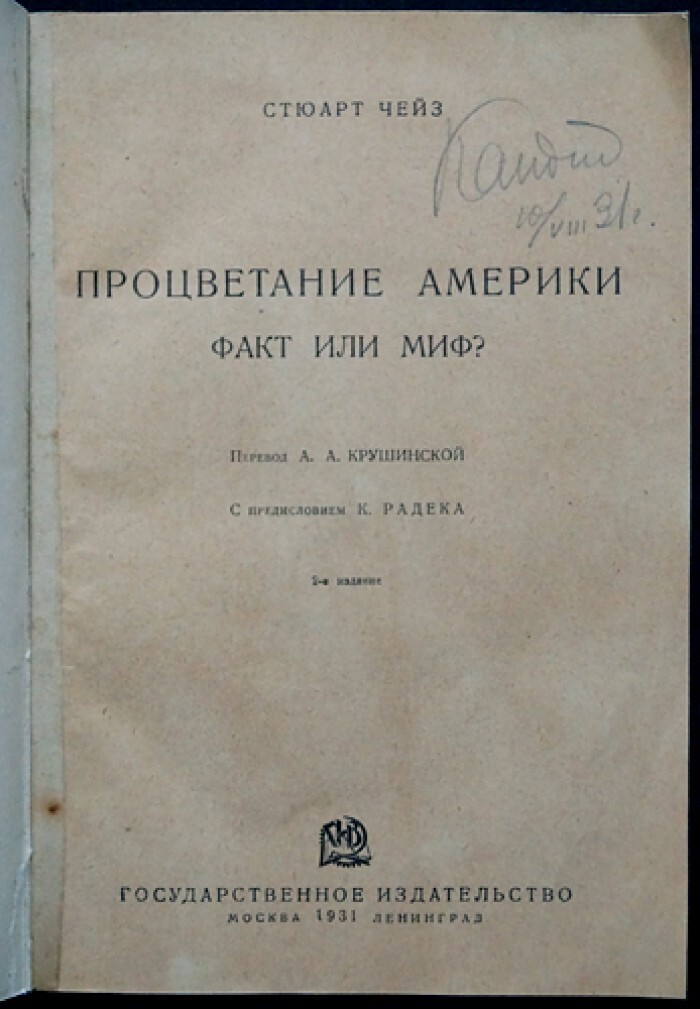 СТЮАРТ ЧЕЙЗ
10/VIII 31 г.
ПРОЦВЕТАНИЕ АМЕРИКИ
ФАКТ ИЛИ МИФ?
Перевод А. А. КРУШИНСКОЙ
С предисловием К. РАДЕКА
2-е издание
ГОСУДАРСТВЕННОЕ ИЗДАТЕЛЬСТВО
МОСКВА 1931 ЛЕНИНГРАД